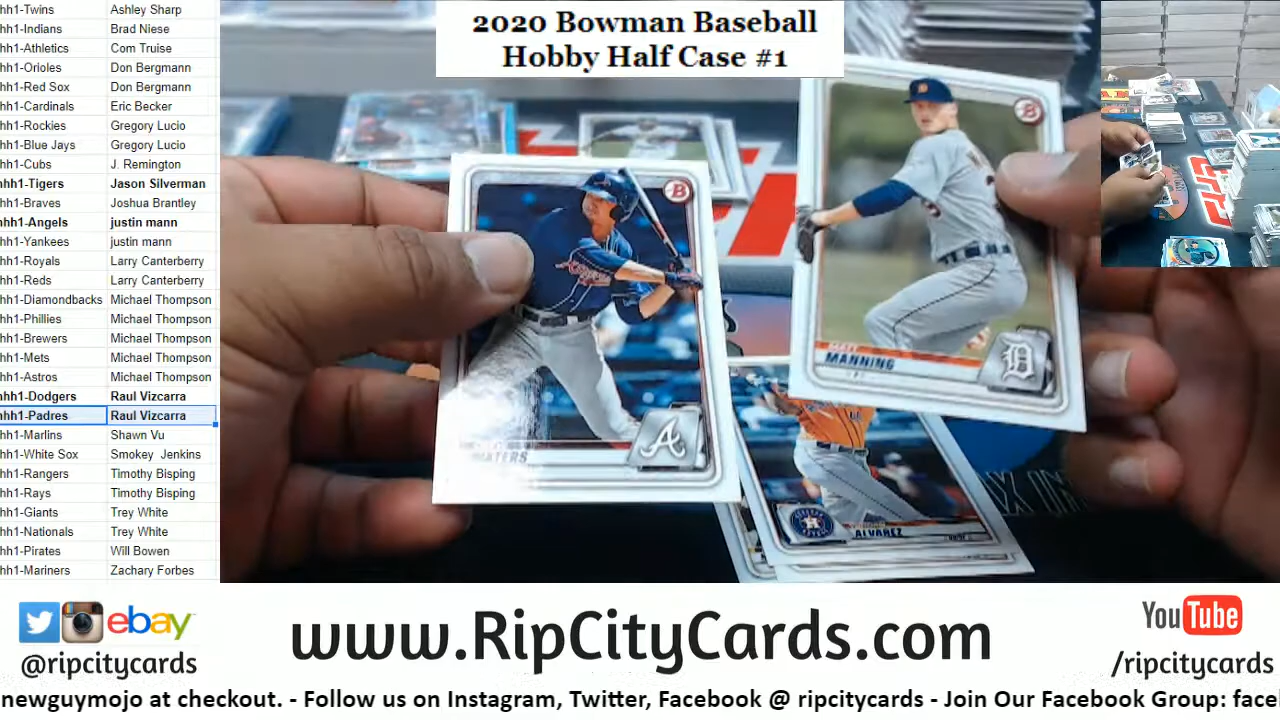 2020 Bowman Baseball
Hobby Half Case #1
hh1-Twins Ashley Sharp
hh1-Indians Brad Niese
hh1-Athletics Com Truise
hh1-Orioles Don Bergmann
hh1-Red Sox Don Bergmann
hh1-Cardinals Eric Becker
hh1-Rockies Gregory Lucio
hh1-Blue Jays Gregory Lucio
hh1-Cubs J. Remington
hh1-Tigers Jason Silverman
hh1-Braves Joshua Brantley
hh1-Angels justin mann
hh1-Yankees justin mann
hh1-Royals Larry Canterberry
hh1-Reds Larry Canterberry
hh1-Diamondbacks Michael Thompson
hh1-Phillies Michael Thompson
hh1-Brewers Michael Thompson
hh1-Mets Michael Thompson
hh1-Astros Michael Thompson
hh1-Dodgers Raul Vizcarra
hh1-Padres Raul Vizcarra
hh1-Marlins Shawn Vu
hh1-White Sox Smokey Jenkins
hh1-Rangers Timothy Bisping
hh1-Rays Timothy Bisping
hh1-Giants Trey White
hh1-Nationals Trey White
hh1-Pirates Will Bowen
hh1-Mariners Zachary Forbes
B
B
MANNING
D
WATERS
A
ALVAREZ
ebay
@ripcitycards
www.RipCityCards.com
YouTube
/ripcitycards
newguymojo at checkout. - Follow us on Instagram, Twitter, Facebook @ ripcitycards - Join Our Facebook Group: